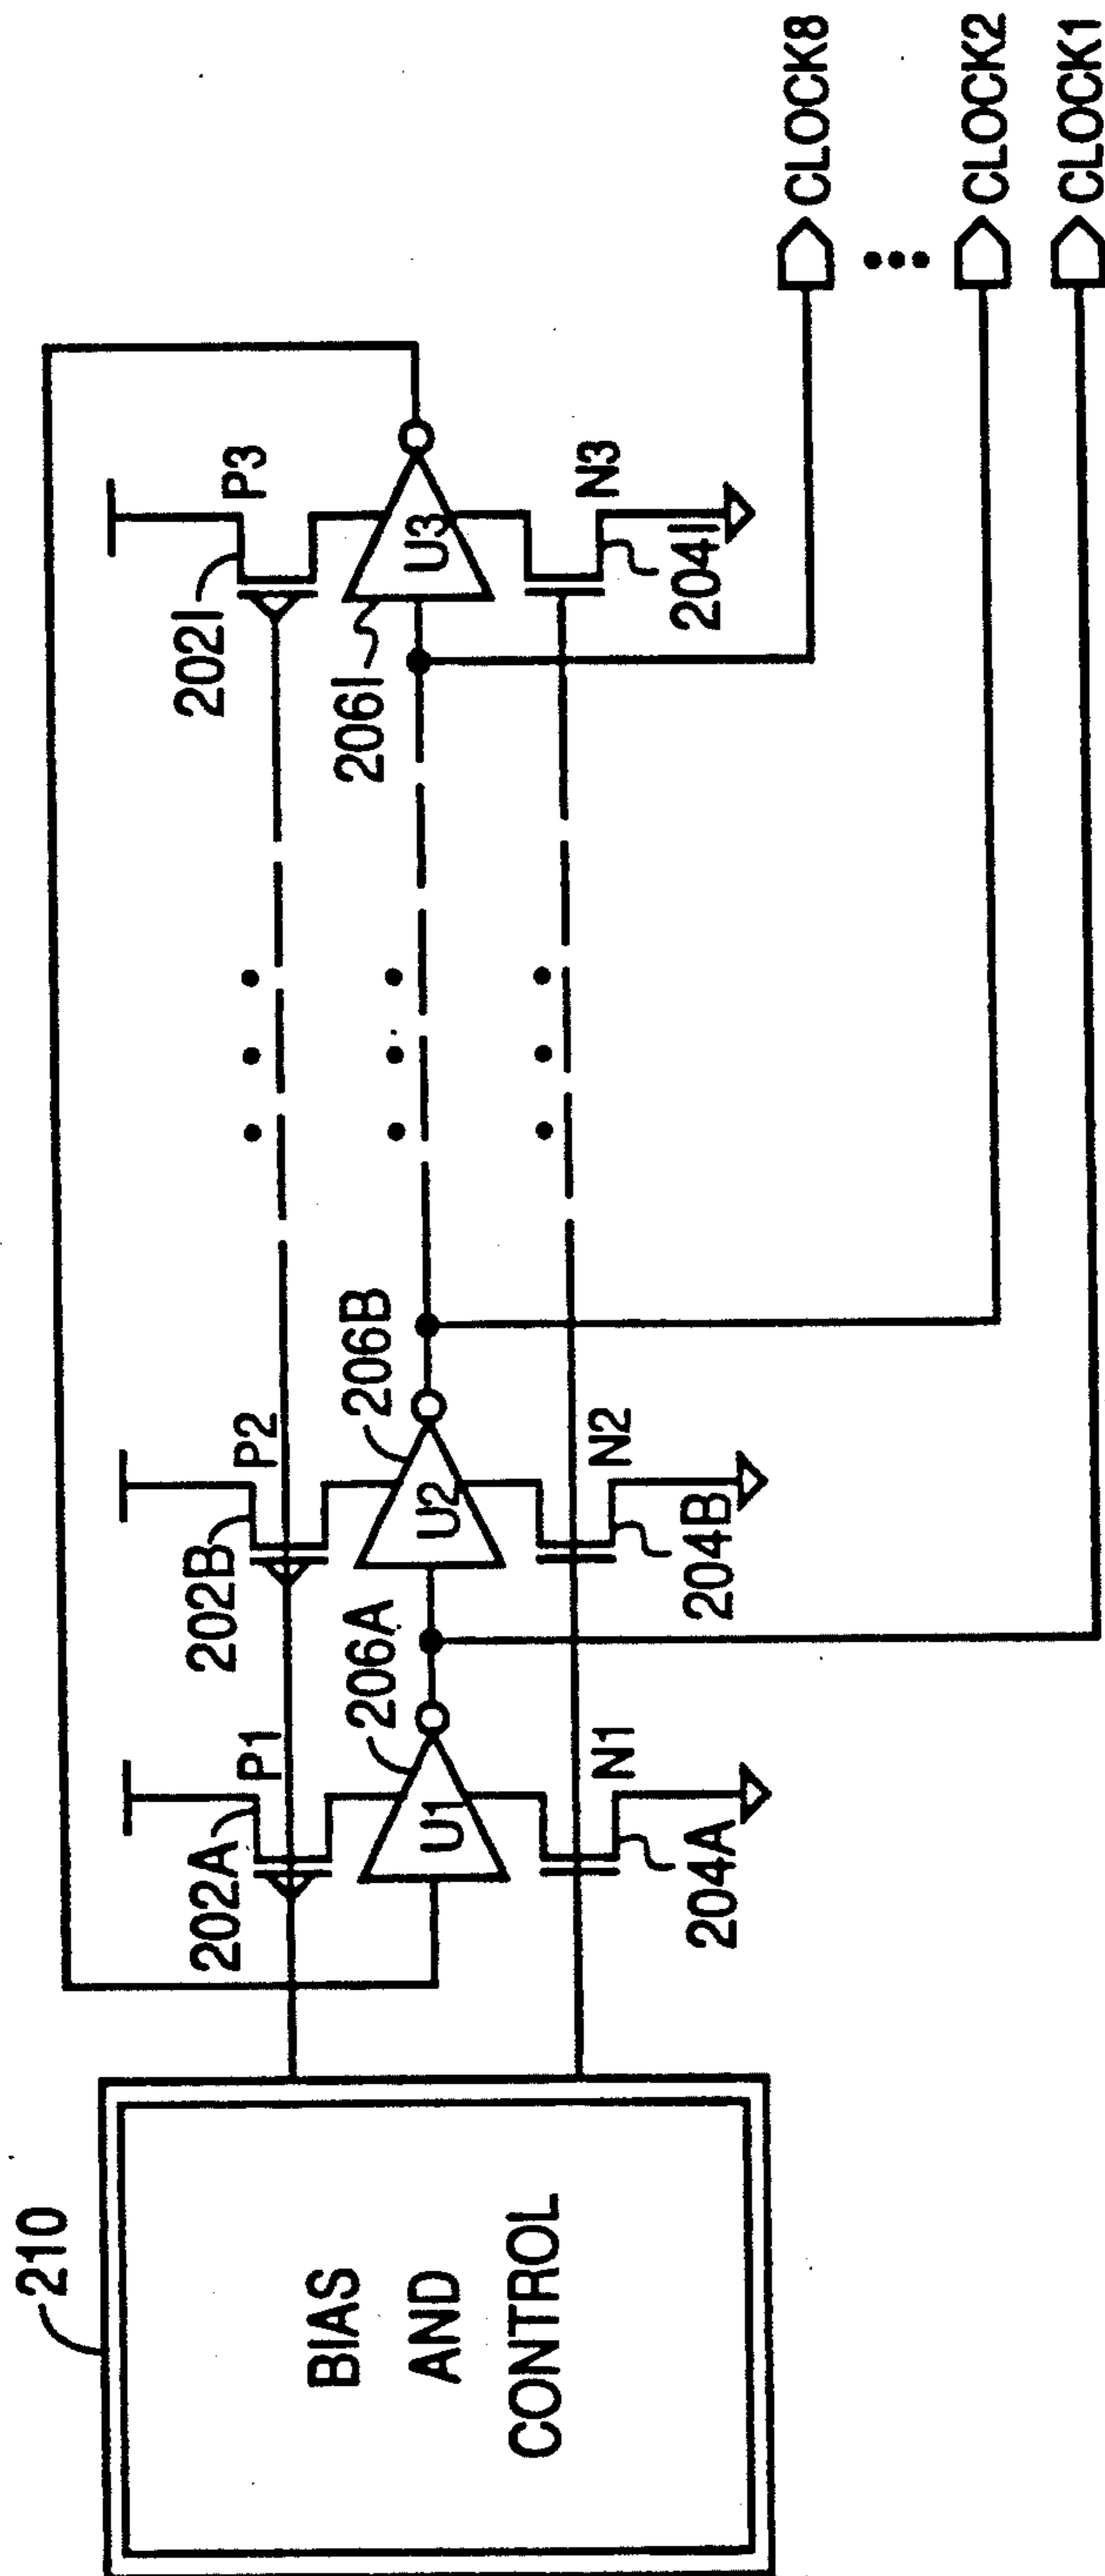 210
BIAS
AND
CONTROL
202A
P1
206A
U1
N1
204A
202B
P2
206B
U2
N2
204B
202I
P3
206I
U3
N3
204I
CLOCK8
CLOCK2
CLOCK1